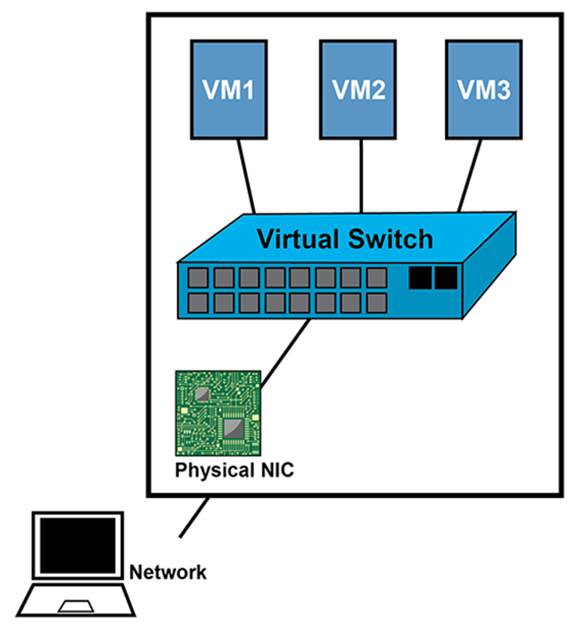 VM1
VM2
VM3
Virtual Switch
Physical NIC
Network